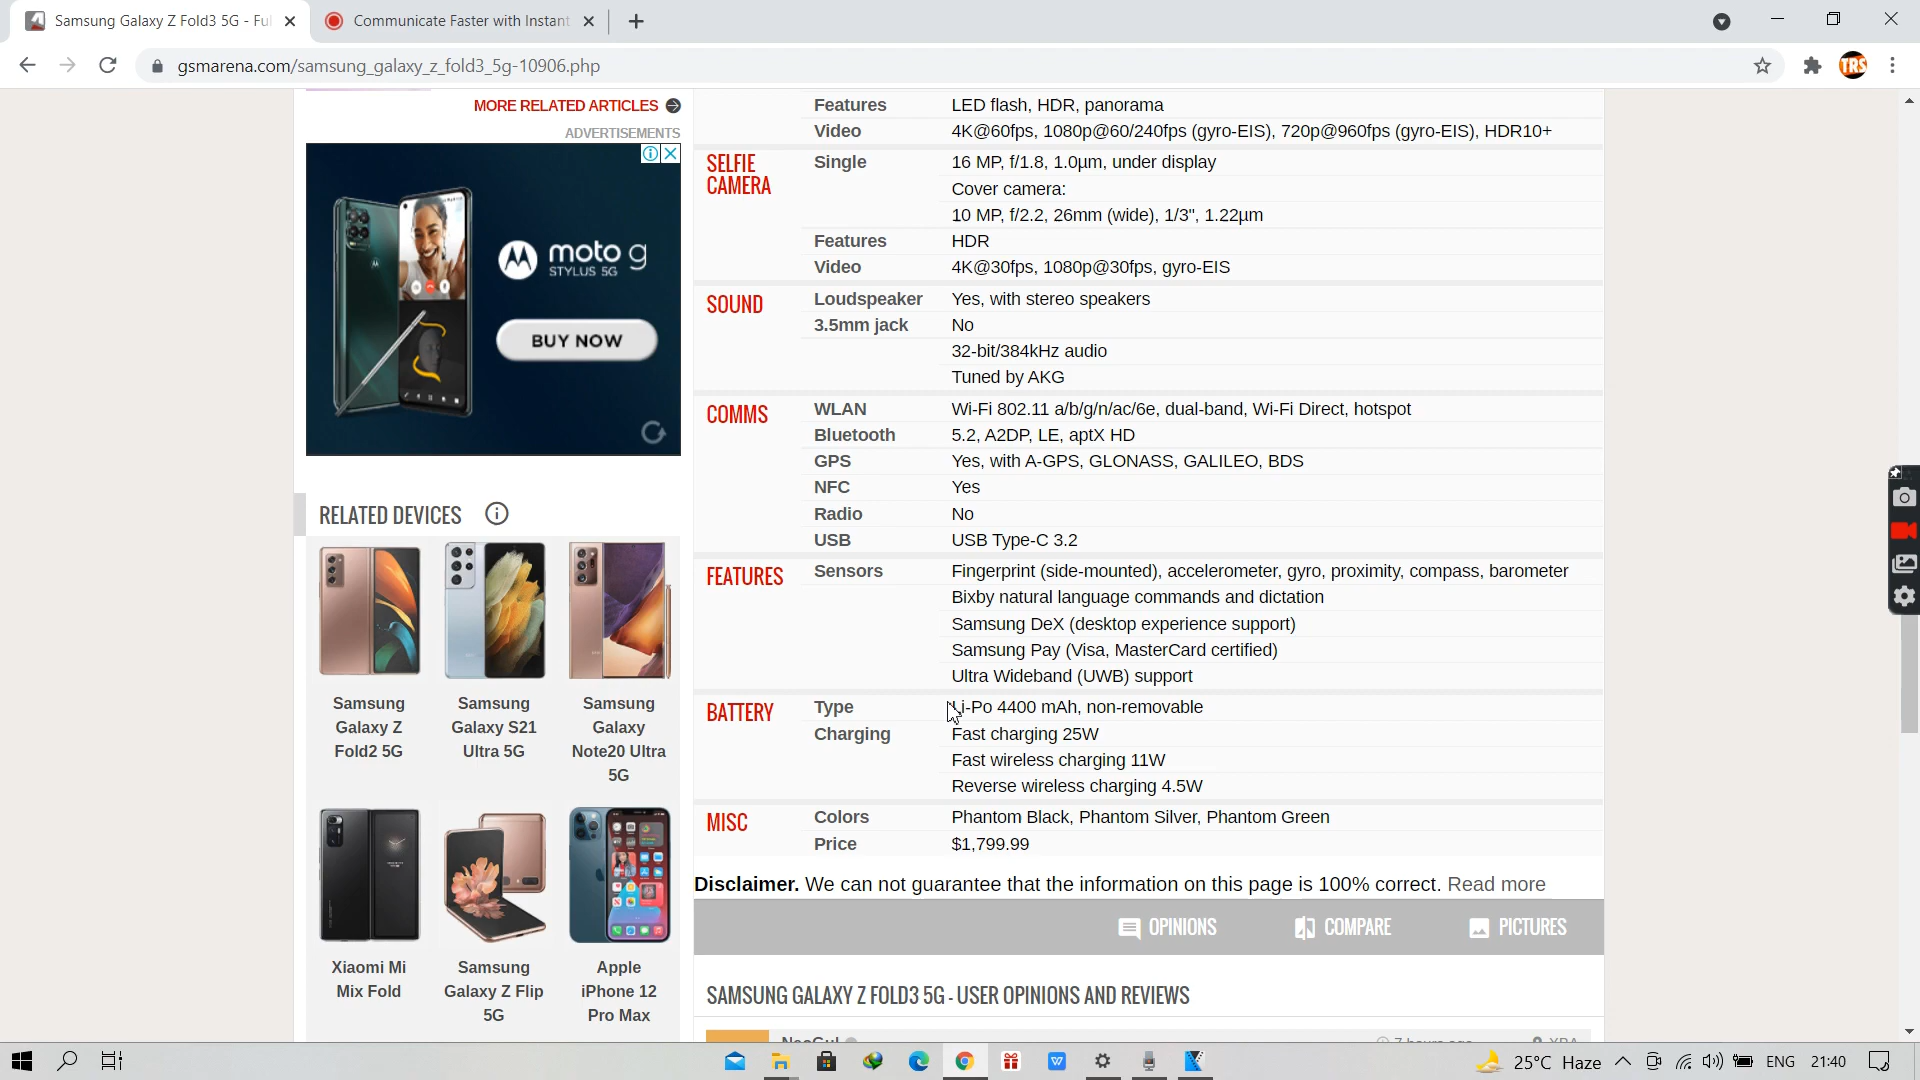 Samsung Galaxy Z Fold3 5G - Ful
Communicate Faster with Instant
gsmarena.com/samsung_galaxy_z_fold3_5g-10906.php
TRS
MORE RELATED ARTICLES
ADVERTISEMENTS
moto g
STYLUS 5G
BUY NOW
RELATED DEVICES
Samsung Galaxy Z Fold2 5G
Samsung Galaxy S21 Ultra 5G
Samsung Galaxy Note20 Ultra 5G
Xiaomi Mi Mix Fold
Samsung Galaxy Z Flip 5G
Apple iPhone 12 Pro Max
Features LED flash, HDR, panorama
Video 4K@60fps, 1080p@60/240fps (gyro-EIS), 720p@960fps (gyro-EIS), HDR10+
SELFIE CAMERA Single 16 MP, f/1.8, 1.0µm, under display
Cover camera:
10 MP, f/2.2, 26mm (wide), 1/3", 1.22µm
Features HDR
Video 4K@30fps, 1080p@30fps, gyro-EIS
SOUND Loudspeaker Yes, with stereo speakers
3.5mm jack No
32-bit/384kHz audio
Tuned by AKG
COMMS WLAN Wi-Fi 802.11 a/b/g/n/ac/6e, dual-band, Wi-Fi Direct, hotspot
Bluetooth 5.2, A2DP, LE, aptX HD
GPS Yes, with A-GPS, GLONASS, GALILEO, BDS
NFC Yes
Radio No
USB USB Type-C 3.2
FEATURES Sensors Fingerprint (side-mounted), accelerometer, gyro, proximity, compass, barometer
Bixby natural language commands and dictation
Samsung DeX (desktop experience support)
Samsung Pay (Visa, MasterCard certified)
Ultra Wideband (UWB) support
BATTERY Type Li-Po 4400 mAh, non-removable
Charging Fast charging 25W
Fast wireless charging 11W
Reverse wireless charging 4.5W
MISC Colors Phantom Black, Phantom Silver, Phantom Green
Price $1,799.99
Disclaimer. We can not guarantee that the information on this page is 100% correct. Read more
OPINIONS COMPARE PICTURES
SAMSUNG GALAXY Z FOLD3 5G - USER OPINIONS AND REVIEWS
25°C Haze ENG 21:40